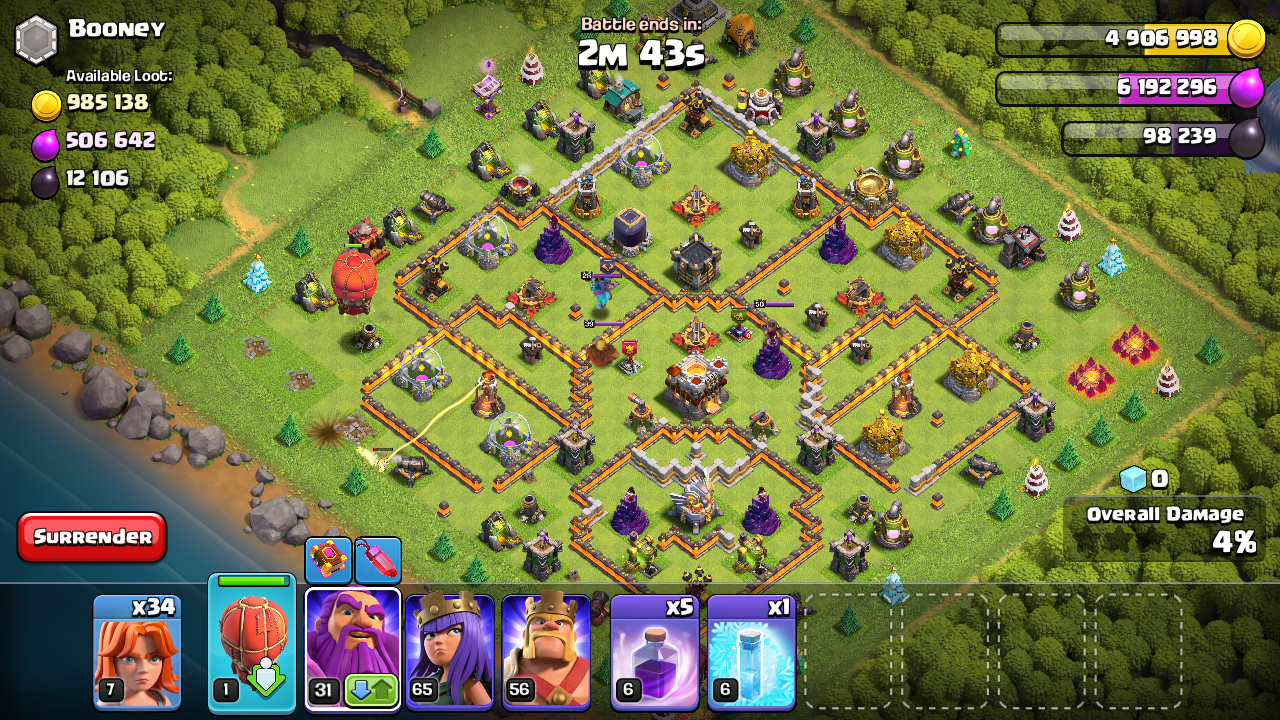 Booney
Available Loot:
985 138
506 642
12 106
Battle ends in:
2M 43s
4 906 998
6 192 296
98 239
50
0
Overall Damage
4%
Surrender
x34
7
1
31
65
56
x5
6
x1
6